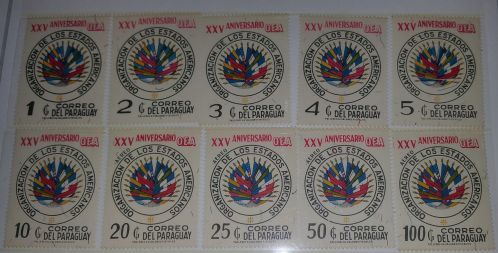 XXV ANIVERSARIO OEA
ORGANIZACION DE LOS ESTADOS AMERICANOS
1 ₲ CORREO
DEL PARAGUAY
XXV ANIVERSARIO OEA
ORGANIZACION DE LOS ESTADOS AMERICANOS
2 ₲ CORREO
DEL PARAGUAY
XXV ANIVERSARIO OEA
ORGANIZACION DE LOS ESTADOS AMERICANOS
3 ₲ CORREO
DEL PARAGUAY
XXV ANIVERSARIO OEA
ORGANIZACION DE LOS ESTADOS AMERICANOS
4 ₲ CORREO
DEL PARAGUAY
XXV ANIVERSARIO OEA
ORGANIZACION DE LOS ESTADOS AMERICANOS
5 ₲ CORREO
DEL PARAGUAY
XXV ANIVERSARIO OEA
ORGANIZACION DE LOS ESTADOS AMERICANOS
10 ₲ CORREO
DEL PARAGUAY
XXV ANIVERSARIO OEA
AEREO
ORGANIZACION DE LOS ESTADOS AMERICANOS
20 ₲ CORREO
DEL PARAGUAY
XXV ANIVERSARIO OEA
AEREO
ORGANIZACION DE LOS ESTADOS AMERICANOS
25 ₲ CORREO
DEL PARAGUAY
XXV ANIVERSARIO OEA
AEREO
ORGANIZACION DE LOS ESTADOS AMERICANOS
50 ₲ CORREO
DEL PARAGUAY
XXV ANIVERSARIO OEA
AEREO
ORGANIZACION DE LOS ESTADOS AMERICANOS
100 ₲ CORREO
DEL PARAGUAY